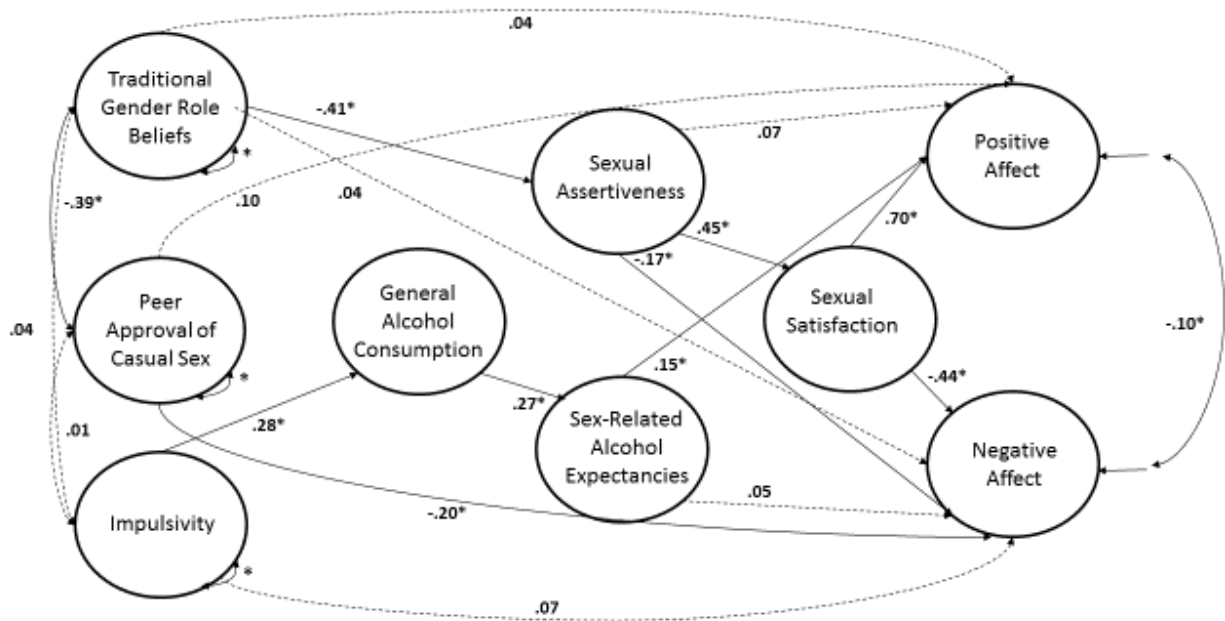 .04
Traditional
Gender Role
Beliefs
*
-.41*
.07
Sexual
Assertiveness
Positive
Affect
-.39*
.10
.04
.45*
-.17*
.70*
Peer
Approval of
Casual Sex
*
General
Alcohol
Consumption
Sexual
Satisfaction
.04
-.10*
.15*
-.44*
.27*
.28*
Sex-Related
Alcohol
Expectancies
Negative
Affect
.01
.05
-.20*
Impulsivity
*
.07